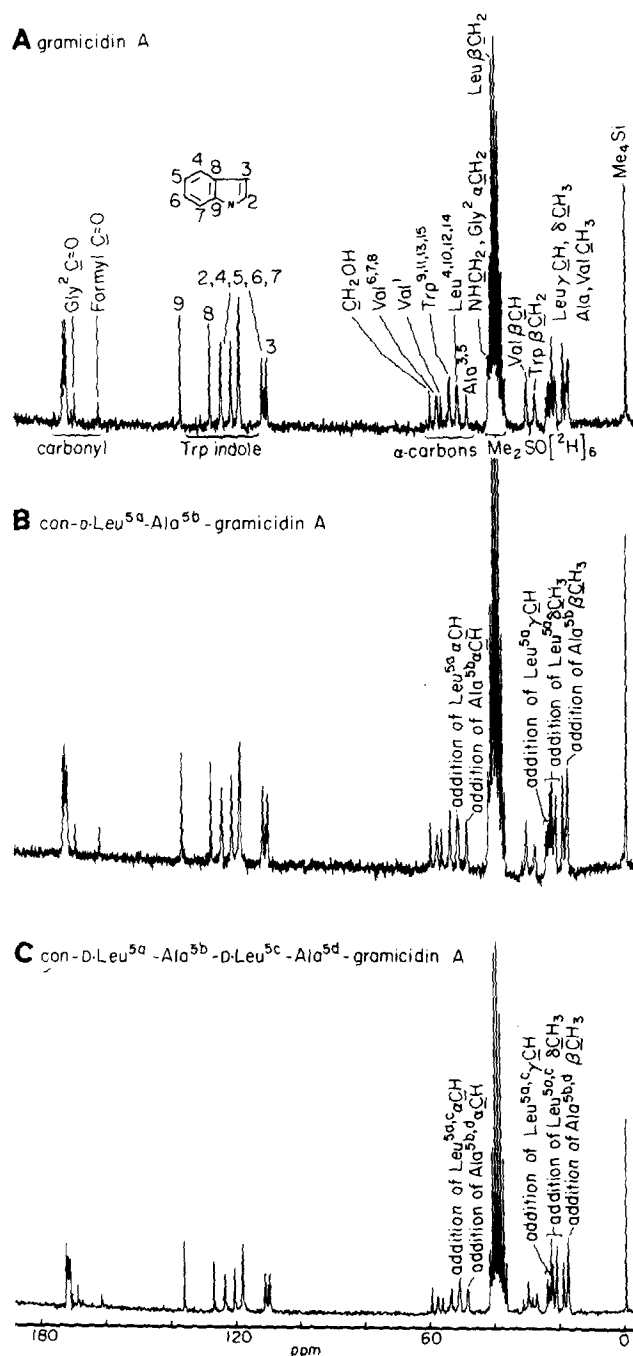 A gramicidin A
Leu βCH2
Me4Si
4
5
6
7
8
9
3
2
N
Gly2 C=O
Formyl C=O
9
8
2,4,5,6,7
3
CH2OH
Val6,7,8
Val1
Trp9,11,13,15
Leu4,10,12,14
Ala3,5
NHCH2, Gly2 αCH2
Val βCH
Trp βCH2
Leu γCH, δCH3
Ala, Val CH3
carbonyl
Trp indole
α-carbons
Me2SO[2H]6
B con-D-Leu5a-Ala5b-gramicidin A
addition of Leu5a αCH
addition of Ala5b αCH
addition of Leu5a γCH
addition of Leu5a δCH3
addition of Ala5b βCH3
C con-D-Leu5a-Ala5b-D-Leu5c-Ala5d-gramicidin A
addition of Leu5a,c αCH
addition of Ala5b,d αCH
addition of Leu5a,c γCH
addition of Leu5a,c δCH3
addition of Ala5b,d βCH3
180
120
60
0
ppm